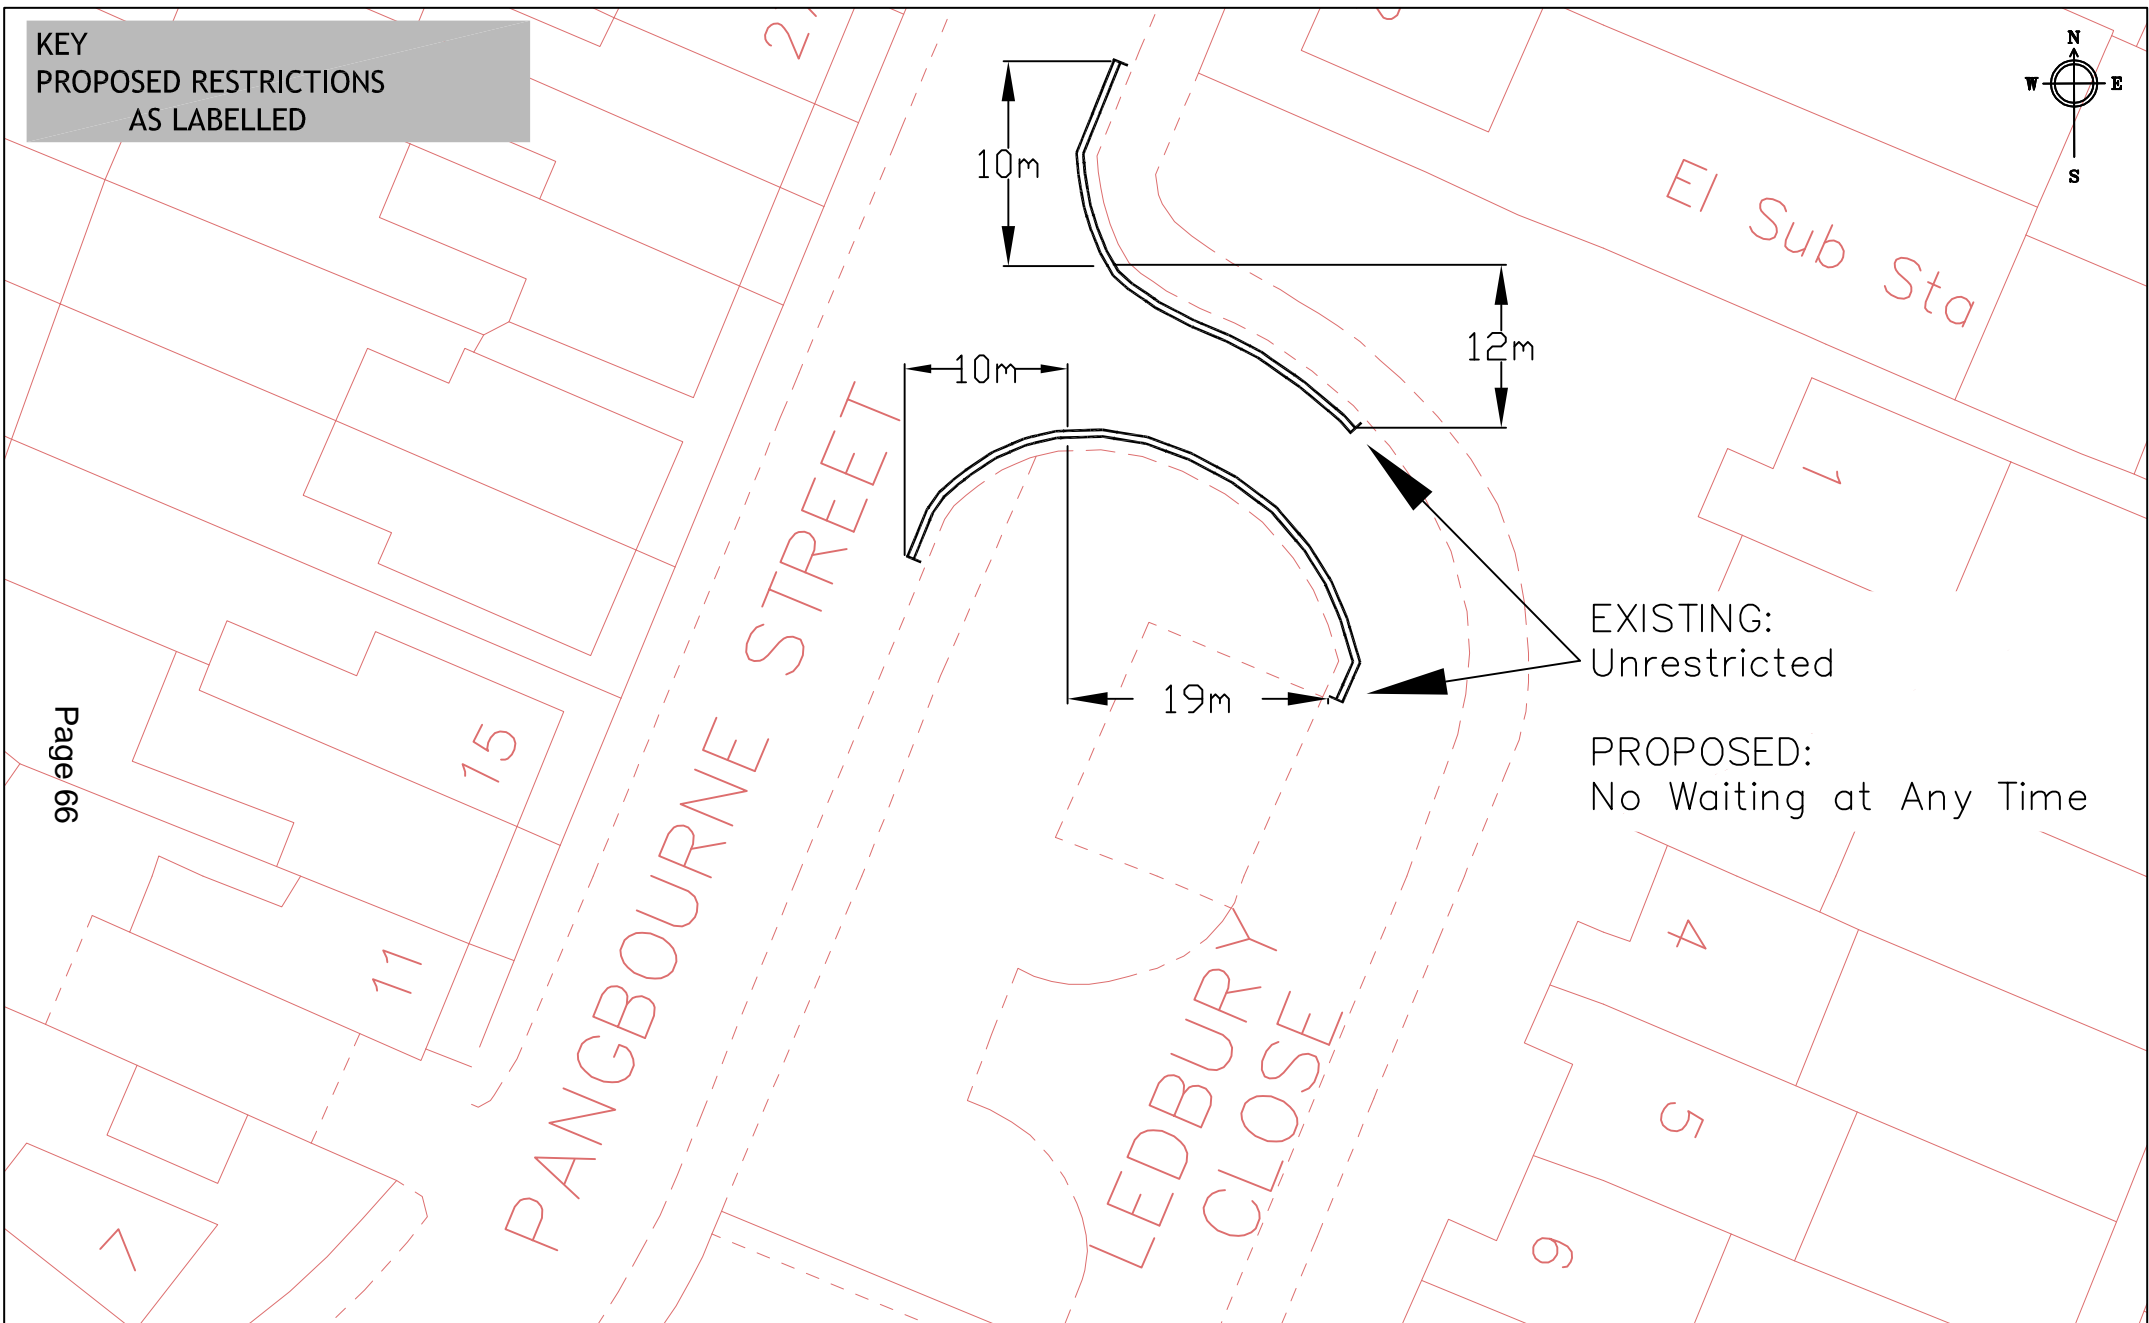 KEY
PROPOSED RESTRICTIONS
AS LABELLED
N
W E
S
10m
El Sub Sta
12m
10m
1
PANGBOURNE STREET
EXISTING:
Unrestricted
19m
PROPOSED:
No Waiting at Any Time
Page 66
15
11
4
LEDBURY
CLOSE
5
6
7